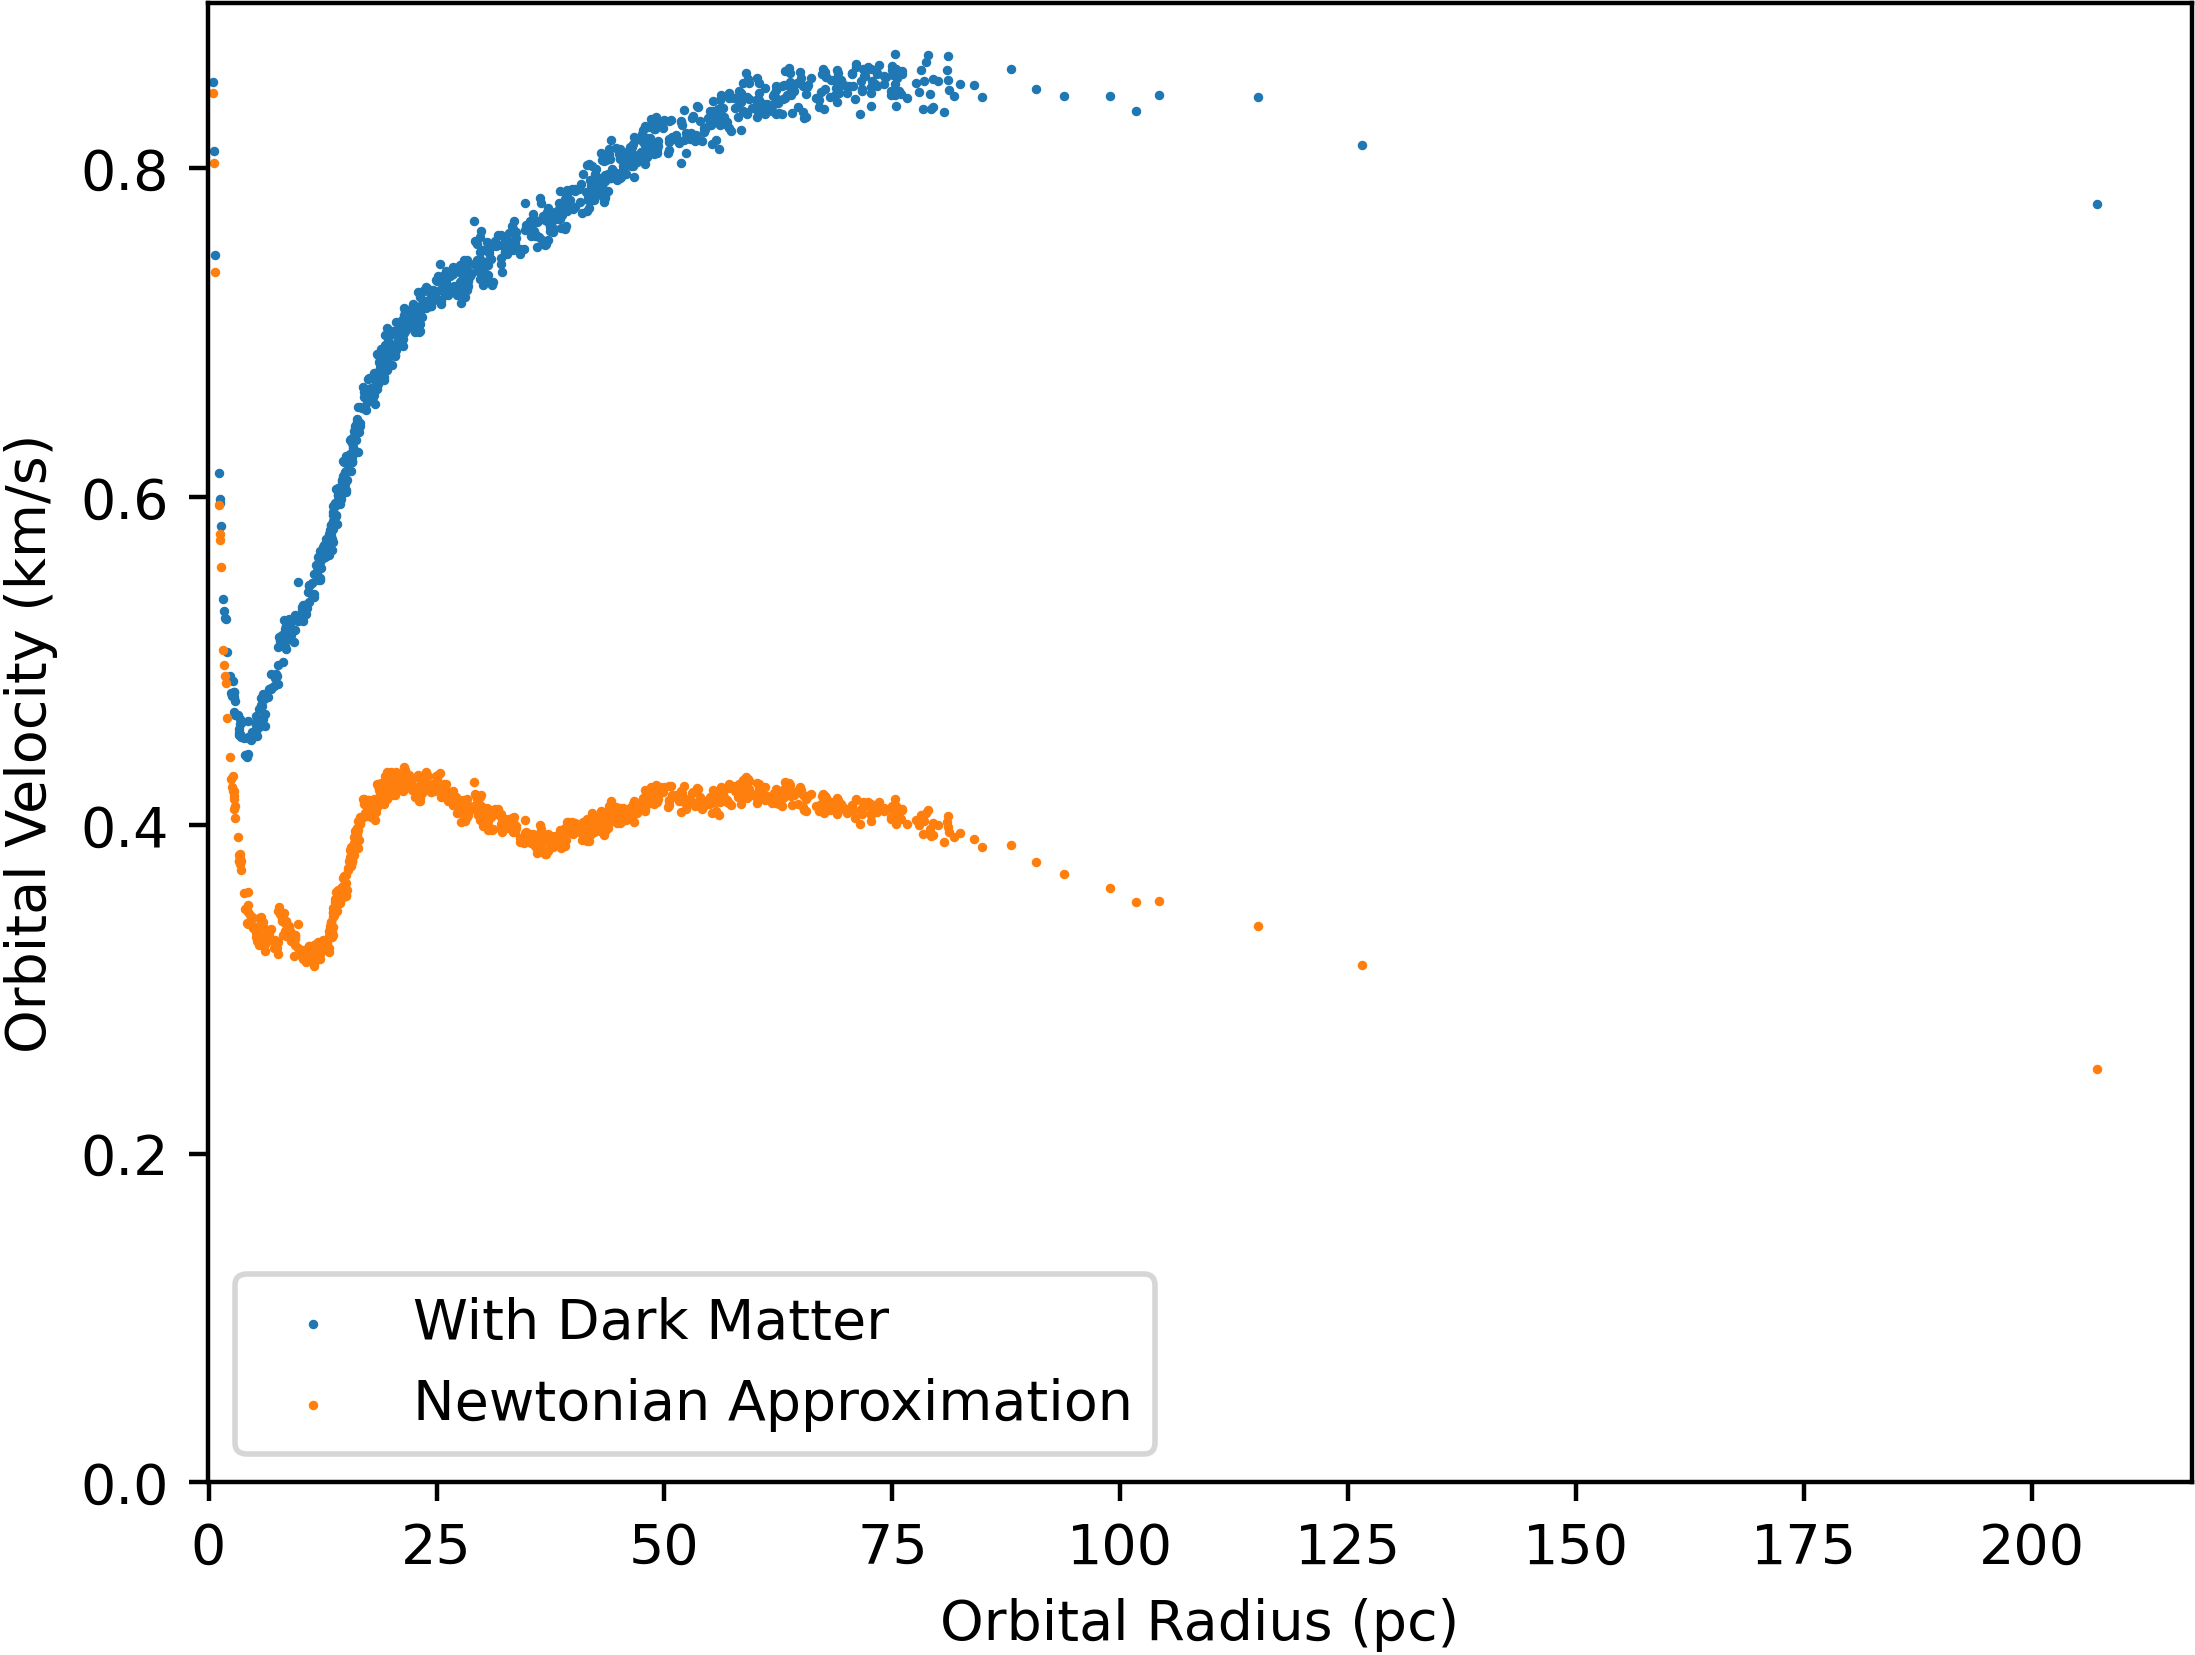 Orbital Velocity (km/s)
0.8
0.6
0.4
0.2
0.0
With Dark Matter
Newtonian Approximation
0 25 50 75 100 125 150 175 200
Orbital Radius (pc)